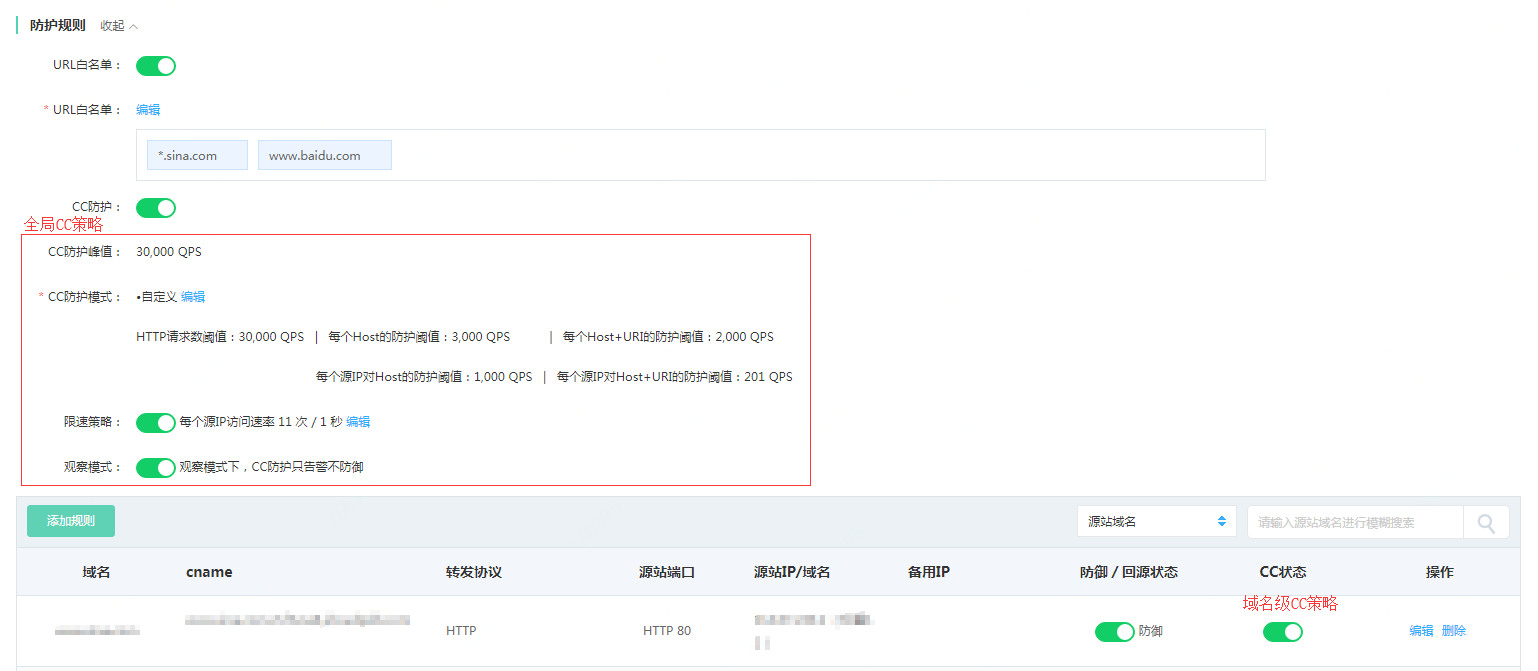 防护规则 收起
URL白名单：
* URL白名单： 编辑
*.sina.com www.baidu.com
CC防护：
全局CC策略
CC防护峰值： 30,000 QPS
* CC防护模式： •自定义 编辑
HTTP请求数阈值：30,000 QPS | 每个Host的防护阈值：3,000 QPS | 每个Host+URI的防护阈值：2,000 QPS
每个源IP对Host的防护阈值：1,000 QPS | 每个源IP对Host+URI的防护阈值：201 QPS
限速策略： 每个源IP访问速率 11 次 / 1 秒 编辑
观察模式： 观察模式下，CC防护只告警不防御
添加规则 源站域名 请输入源站域名进行模糊搜索
域名 cname 转发协议 源站端口 源站IP/域名 备用IP 防御 / 回源状态 CC状态 操作
域名级CC策略
HTTP HTTP 80 防御 编辑 删除